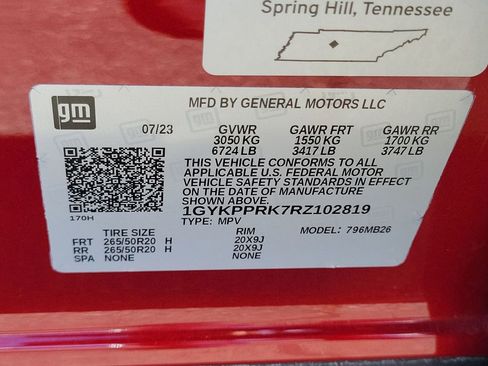 Spring Hill, Tennessee
gm
MFD BY GENERAL MOTORS LLC
07/23 GVWR GAWR FRT GAWR RR
3050 KG 1550 KG 1700 KG
6724 LB 3417 LB 3747 LB
THIS VEHICLE CONFORMS TO ALL
APPLICABLE U.S. FEDERAL MOTOR
VEHICLE SAFETY STANDARDS IN EFFECT
ON THE DATE OF MANUFACTURE
SHOWN ABOVE.
1GYKPPRK7RZ102819
170H
TYPE: MPV MODEL: 796MB26
TIRE SIZE RIM
FRT 265/50R20 H 20X9J
RR 265/50R20 H 20X9J
SPA NONE NONE